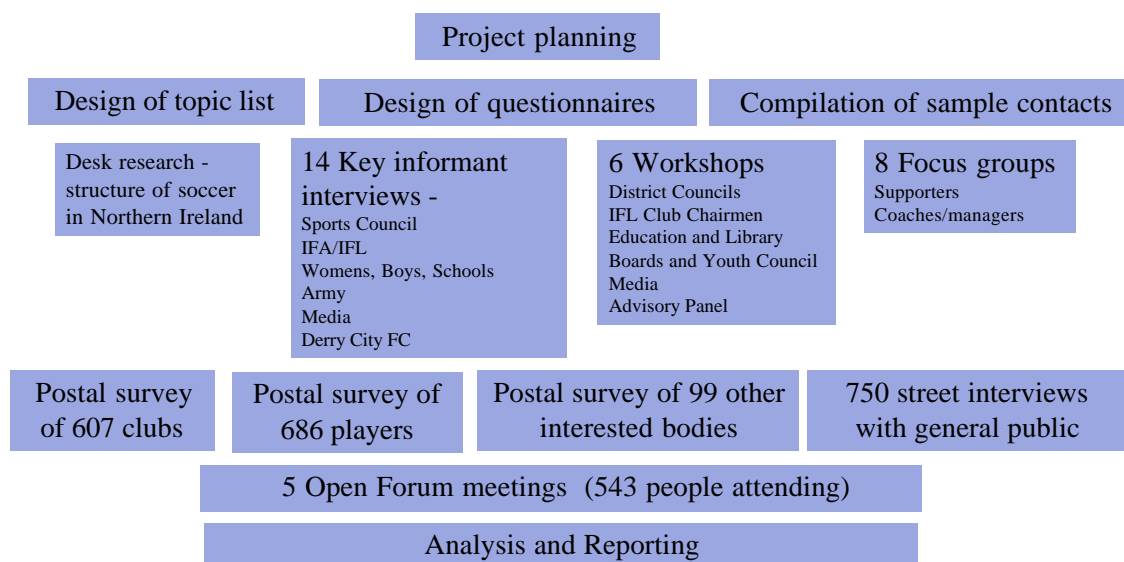 Project planning
Design of topic list
Design of questionnaires
Compilation of sample contacts
Desk research -
structure of soccer
in Northern Ireland
14 Key informant
interviews -
Sports Council
IFA/IFL
Womens, Boys, Schools
Army
Media
Derry City FC
6 Workshops
District Councils
IFL Club Chairmen
Education and Library
Boards and Youth Council
Media
Advisory Panel
8 Focus groups
Supporters
Coaches/managers
Postal survey
of 607 clubs
Postal survey of
686 players
Postal survey of 99 other
interested bodies
750 street interviews
with general public
5 Open Forum meetings (543 people attending)
Analysis and Reporting